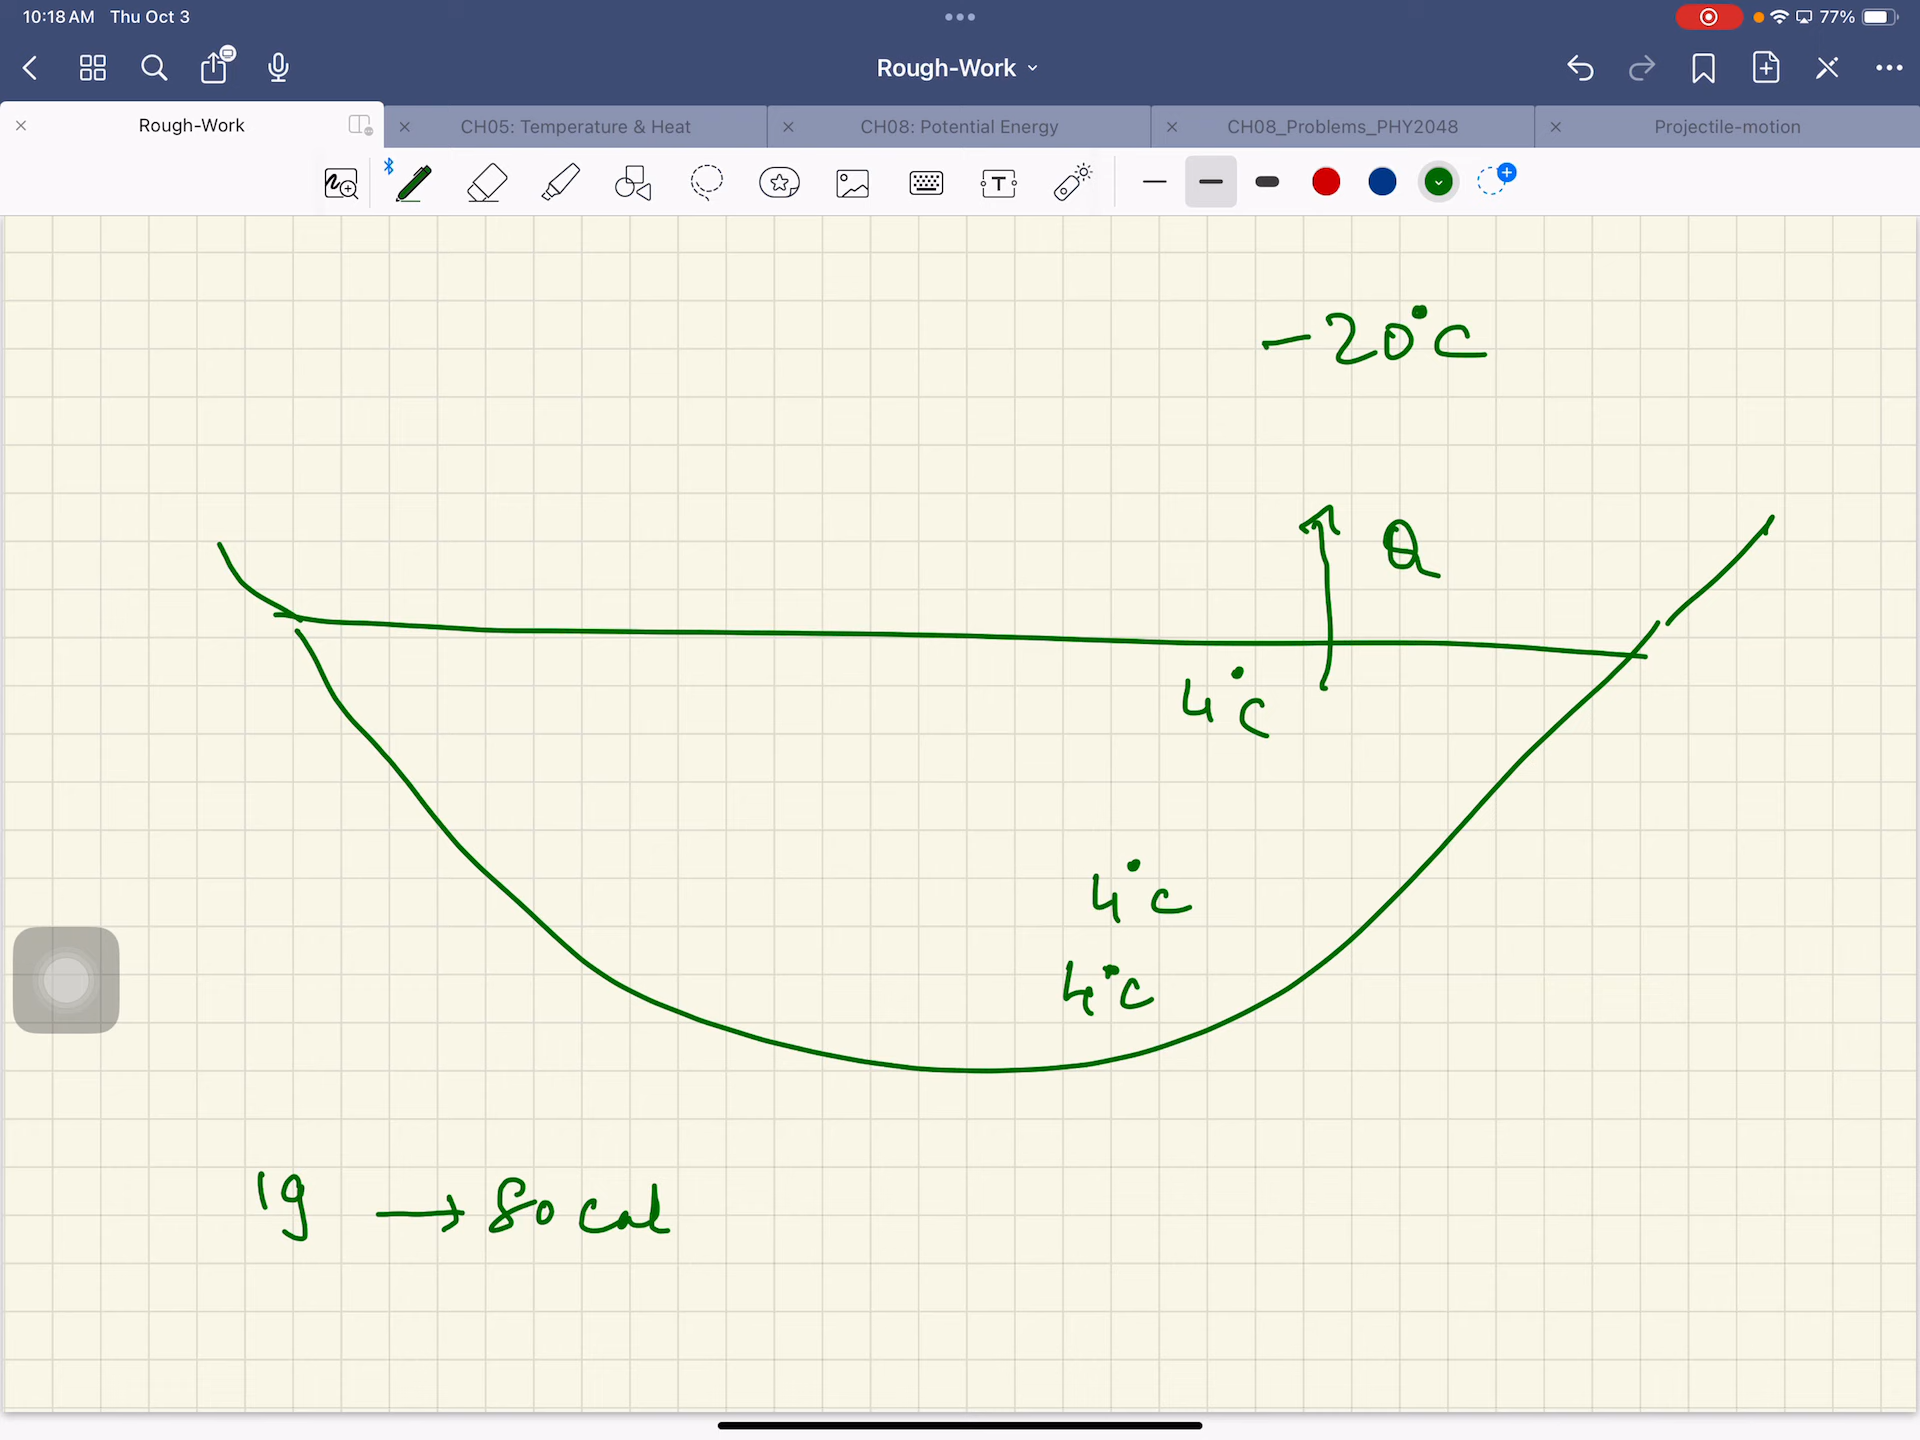 10:18 AM Thu Oct 3
77%
Rough-Work
Rough-Work
CH05: Temperature & Heat
CH08: Potential Energy
CH08_Problems_PHY2048
Projectile-motion
T
-20°C
Q
4°C
4°C
4°C
1g → 80 cal